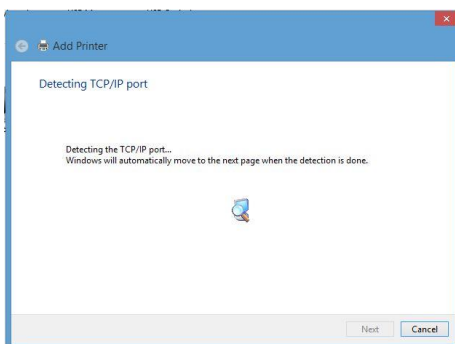 Add Printer
Detecting TCP/IP port
Detecting the TCP/IP port...
Windows will automatically move to the next page when the detection is done.
Next Cancel